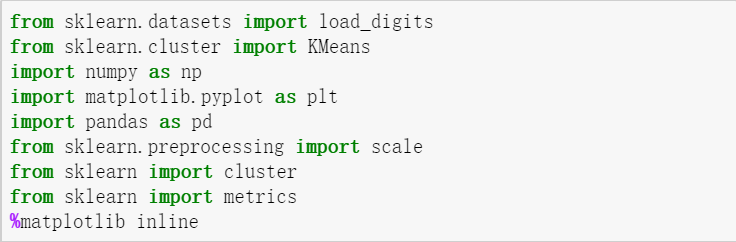 from sklearn.datasets import load_digits
from sklearn.cluster import KMeans
import numpy as np
import matplotlib.pyplot as plt
import pandas as pd
from sklearn.preprocessing import scale
from sklearn import cluster
from sklearn import metrics
%matplotlib inline